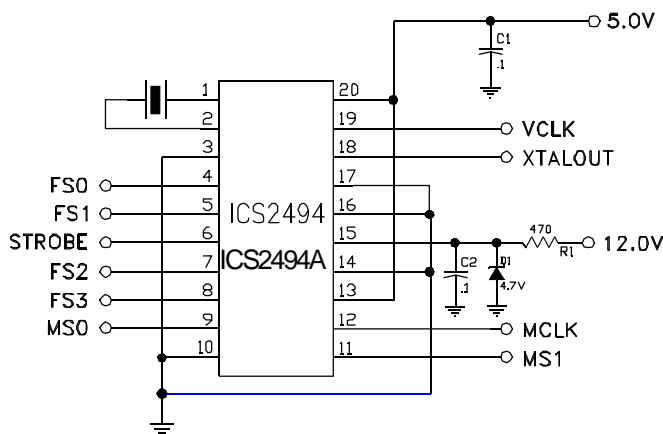 C1
.1
5.0V
1
20
2
19
VCLK
3
18
XTALOUT
FS0
4
17
FS1
5
ICS2494
16
STROBE
6
ICS2494A
15
470
R1
12.0V
FS2
7
14
C2
.1
D1
4.7V
FS3
8
13
MS0
9
12
MCLK
10
11
MS1